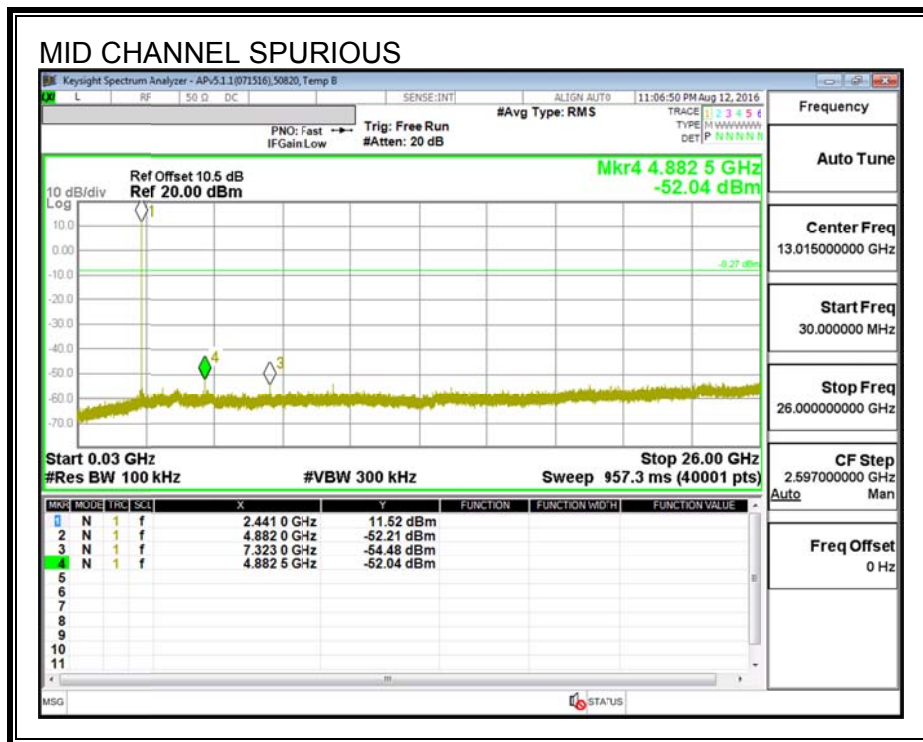 MID CHANNEL SPURIOUS
Keysight Spectrum Analyzer - APv5.1.1(071516),50820, Temp B
L RF 50 Ω DC SENSE:INT ALIGN AUTO 11:06:50 PM Aug 12, 2016
#Avg Type: RMS
TRACE 1 2 3 4 5 6
PNO: Fast Trig: Free Run
TYPE M WWWWW
IFGain:Low #Atten: 20 dB
DET P N N N N N
Mkr4 4.882 5 GHz
-52.04 dBm
Ref Offset 10.5 dB
10 dB/div Ref 20.00 dBm
Log
1
10.0
0.00
-10.0
-20.0
-30.0
-40.0
-50.0
-60.0
-70.0
4
3
Start 0.03 GHz Stop 26.00 GHz
#Res BW 100 kHz #VBW 300 kHz Sweep 957.3 ms (40001 pts)
MKR MODE TRC SCL X Y FUNCTION FUNCTION WIDTH FUNCTION VALUE
1 N 1 f 2.441 0 GHz 11.52 dBm
2 N 1 f 4.882 0 GHz -52.21 dBm
3 N 1 f 7.323 0 GHz -54.48 dBm
4 N 1 f 4.882 5 GHz -52.04 dBm
5
6
7
8
9
10
11
MSG STATUS
Frequency
Auto Tune
Center Freq
13.015000000 GHz
Start Freq
30.000000 MHz
Stop Freq
26.000000000 GHz
CF Step
2.597000000 GHz
Auto Man
Freq Offset
0 Hz